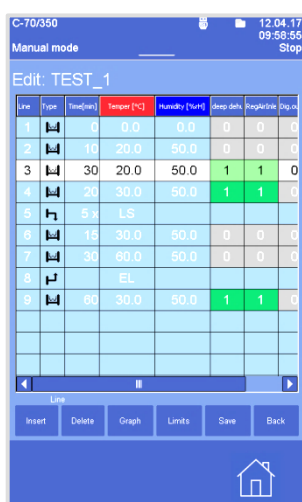 C-70/350 12.04.17
09:58:55
Manual mode Stop
Edit: TEST_1
Line Type Time[min] Temper [°C] Humidity [%rH] deep dehu. RegAirInle Dig.ou
1 0 0.0 0.0 0 0 0
2 10 20.0 50.0 0 0 0
3 30 20.0 50.0 1 1 0
4 20 30.0 50.0 1 1 0
5 5 x LS
6 15 30.0 50.0 0 0 0
7 30 60.0 50.0 0 0 0
8 EL
9 60 30.0 50.0 1 1 0
Line
Insert Delete Graph Limits Save Back